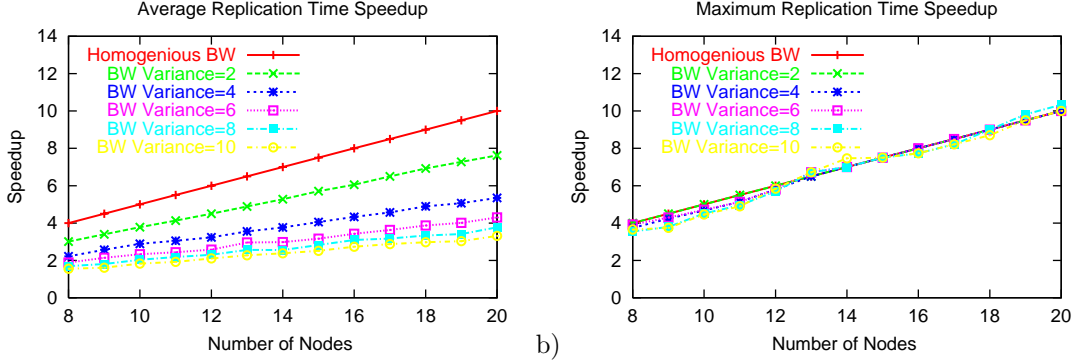 Average Replication Time Speedup
14
12
10
8
6
4
2
0
Speedup
Homogenious BW
BW Variance=2
BW Variance=4
BW Variance=6
BW Variance=8
BW Variance=10
8 10 12 14 16 18 20
Number of Nodes
b)
Maximum Replication Time Speedup
14
12
10
8
6
4
2
0
Speedup
Homogenious BW
BW Variance=2
BW Variance=4
BW Variance=6
BW Variance=8
BW Variance=10
8 10 12 14 16 18 20
Number of Nodes